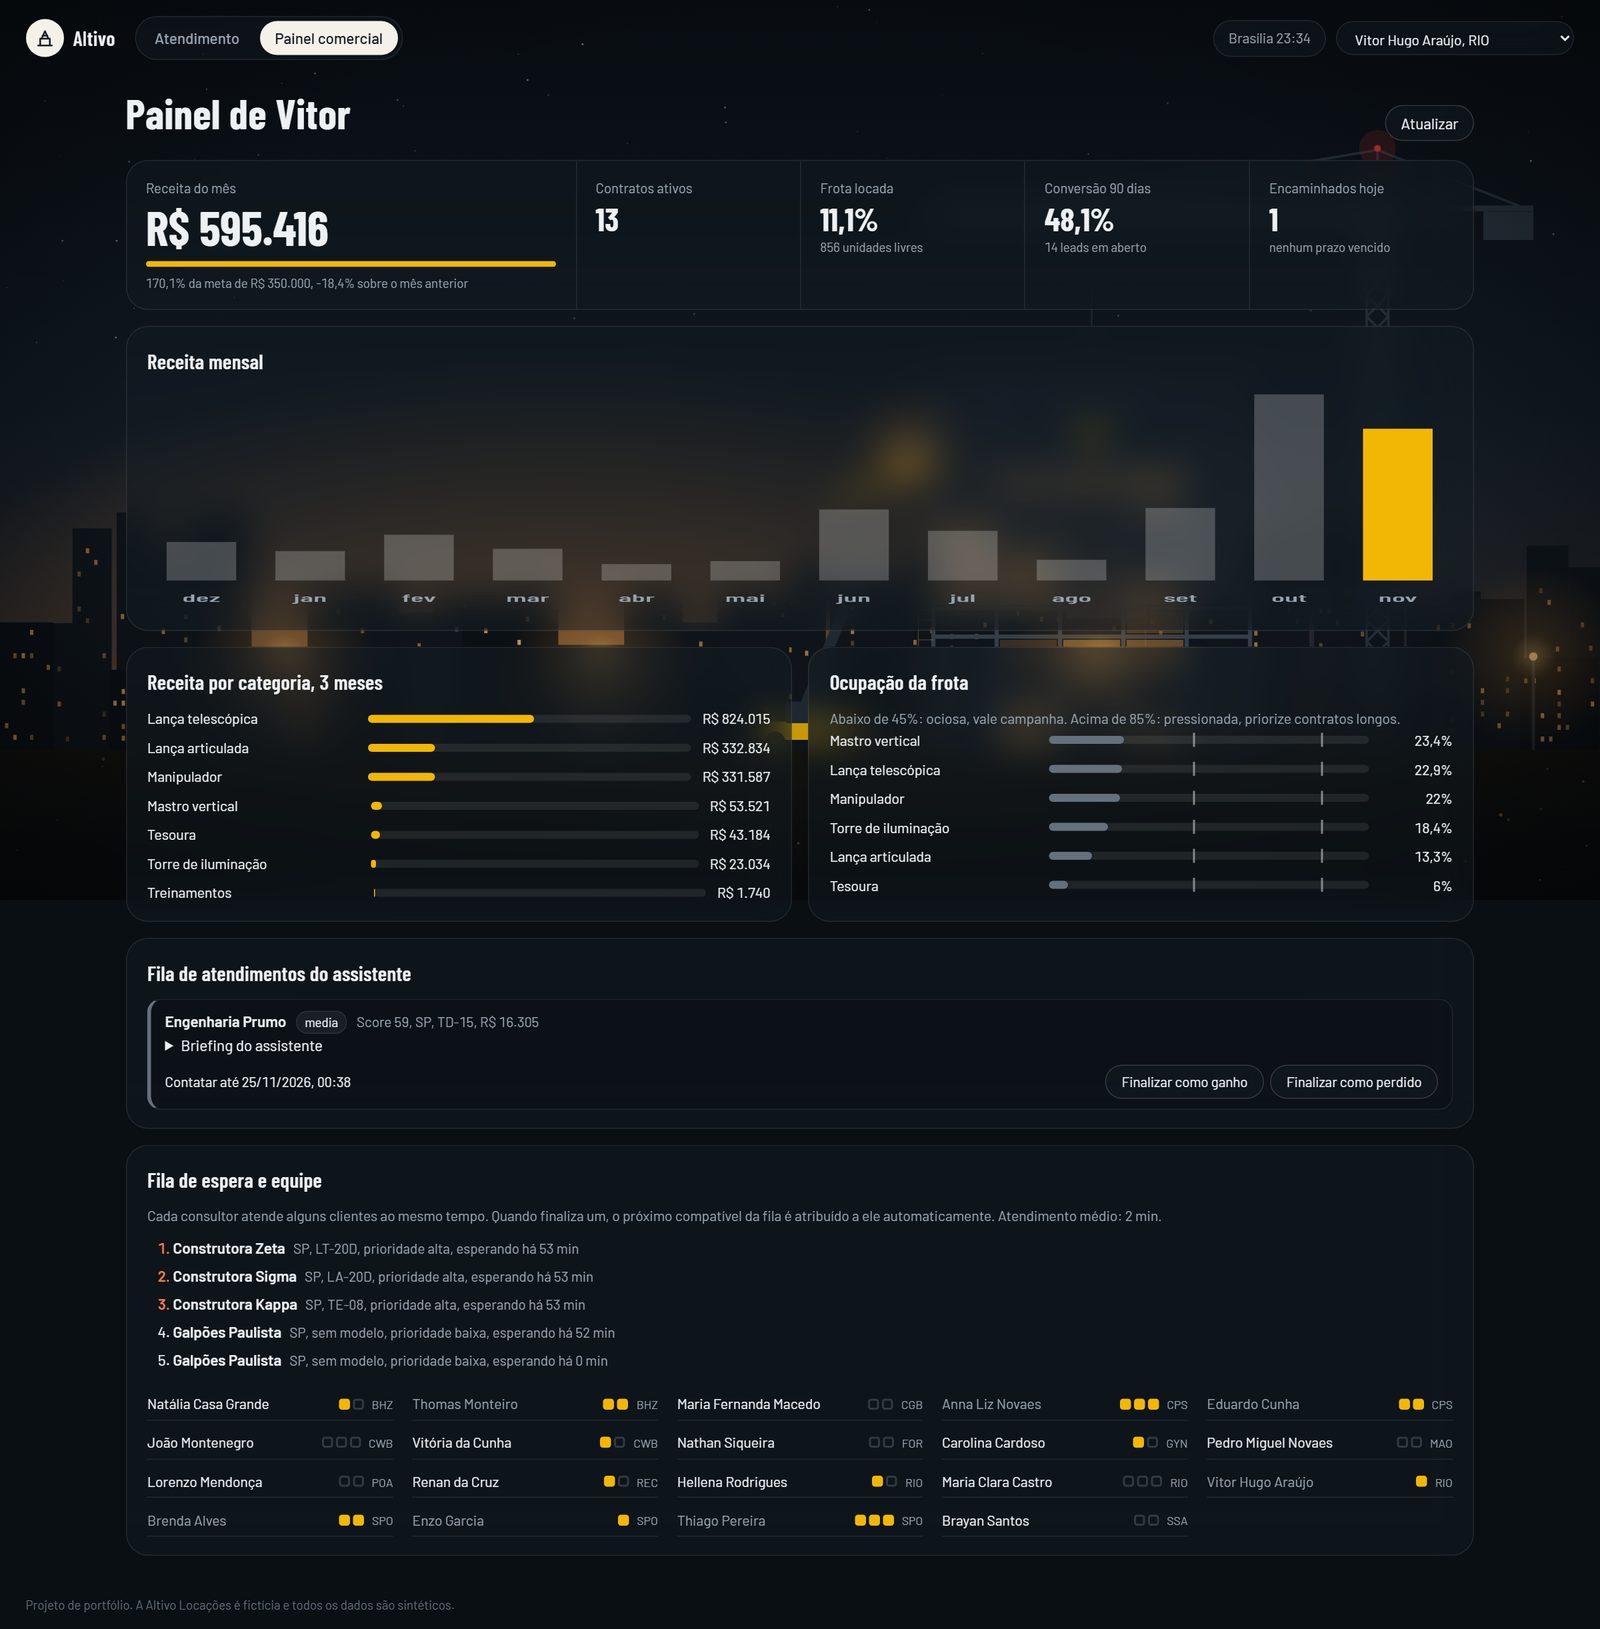 Altivo
Atendimento
Painel comercial
Brasília 23:34
Vitor Hugo Araújo, RIO
Painel de Vitor
Atualizar
Receita do mês
R$ 595.416
170,1% da meta de R$ 350.000, -18,4% sobre o mês anterior
Contratos ativos
13
Frota locada
11,1%
856 unidades livres
Conversão 90 dias
48,1%
14 leads em aberto
Encaminhados hoje
1
nenhum prazo vencido
Receita mensal
dez jan fev mar abr mai jun jul ago set out nov
Receita por categoria, 3 meses
Lança telescópica R$ 824.015
Lança articulada R$ 332.834
Manipulador R$ 331.587
Mastro vertical R$ 53.521
Tesoura R$ 43.184
Torre de iluminação R$ 23.034
Treinamentos R$ 1.740
Ocupação da frota
Abaixo de 45%: ociosa, vale campanha. Acima de 85%: pressionada, priorize contratos longos.
Mastro vertical 23,4%
Lança telescópica 22,9%
Manipulador 22%
Torre de iluminação 18,4%
Lança articulada 13,3%
Tesoura 6%
Fila de atendimentos do assistente
Engenharia Prumo media Score 59, SP, TD-15, R$ 16.305
Briefing do assistente
Contatar até 25/11/2026, 00:38
Finalizar como ganho
Finalizar como perdido
Fila de espera e equipe
Cada consultor atende alguns clientes ao mesmo tempo. Quando finaliza um, o próximo compatível da fila é atribuído a ele automaticamente. Atendimento médio: 2 min.
1. Construtora Zeta SP, LT-20D, prioridade alta, esperando há 53 min
2. Construtora Sigma SP, LA-20D, prioridade alta, esperando há 53 min
3. Construtora Kappa SP, TE-08, prioridade alta, esperando há 53 min
4. Galpões Paulista SP, sem modelo, prioridade baixa, esperando há 52 min
5. Galpões Paulista SP, sem modelo, prioridade baixa, esperando há 0 min
Natália Casa Grande BHZ Thomas Monteiro BHZ Maria Fernanda Macedo CGB Anna Liz Novaes CPS Eduardo Cunha CPS
João Montenegro CWB Vitória da Cunha CWB Nathan Siqueira FOR Carolina Cardoso GYN Pedro Miguel Novaes MAO
Lorenzo Mendonça POA Renan da Cruz REC Hellena Rodrigues RIO Maria Clara Castro RIO Vitor Hugo Araújo RIO
Brenda Alves SPO Enzo Garcia SPO Thiago Pereira SPO Brayan Santos SSA
Projeto de portfólio. A Altivo Locações é fictícia e todos os dados são sintéticos.